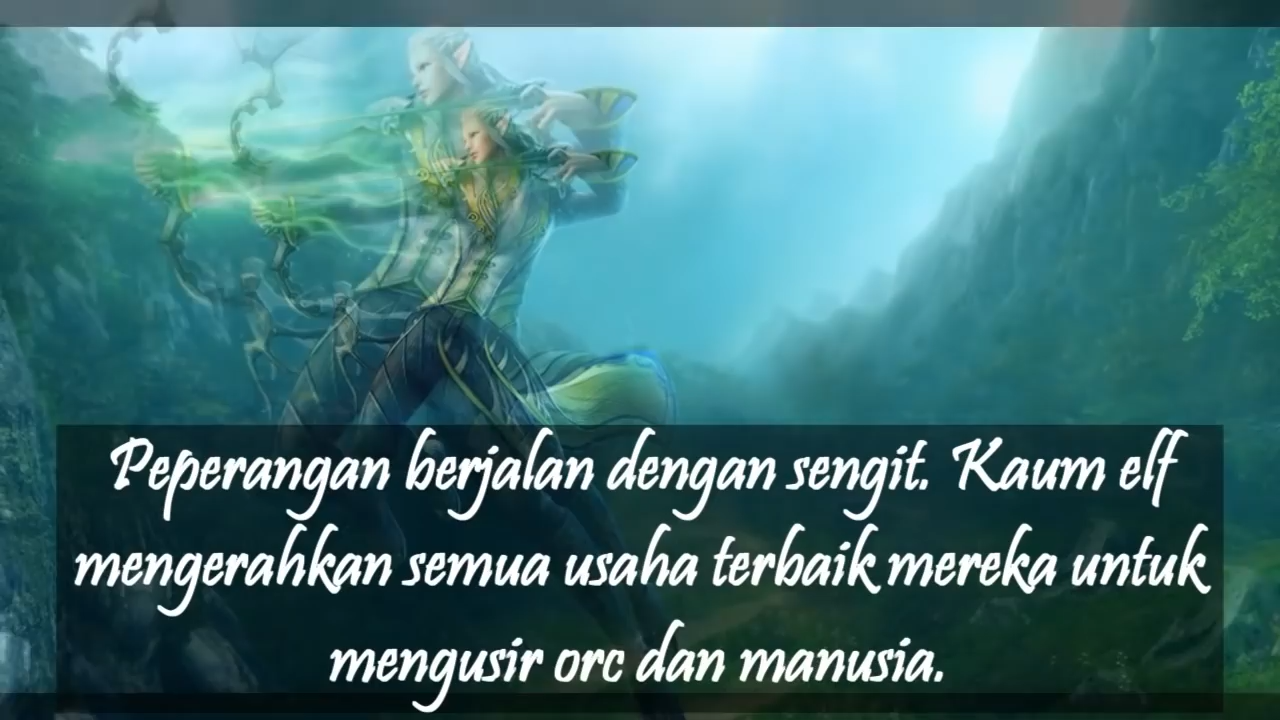 Peperangan berjalan dengan sengit. Kaum elf
mengerahkan semua usaha terbaik mereka untuk
mengusir orc dan manusia.